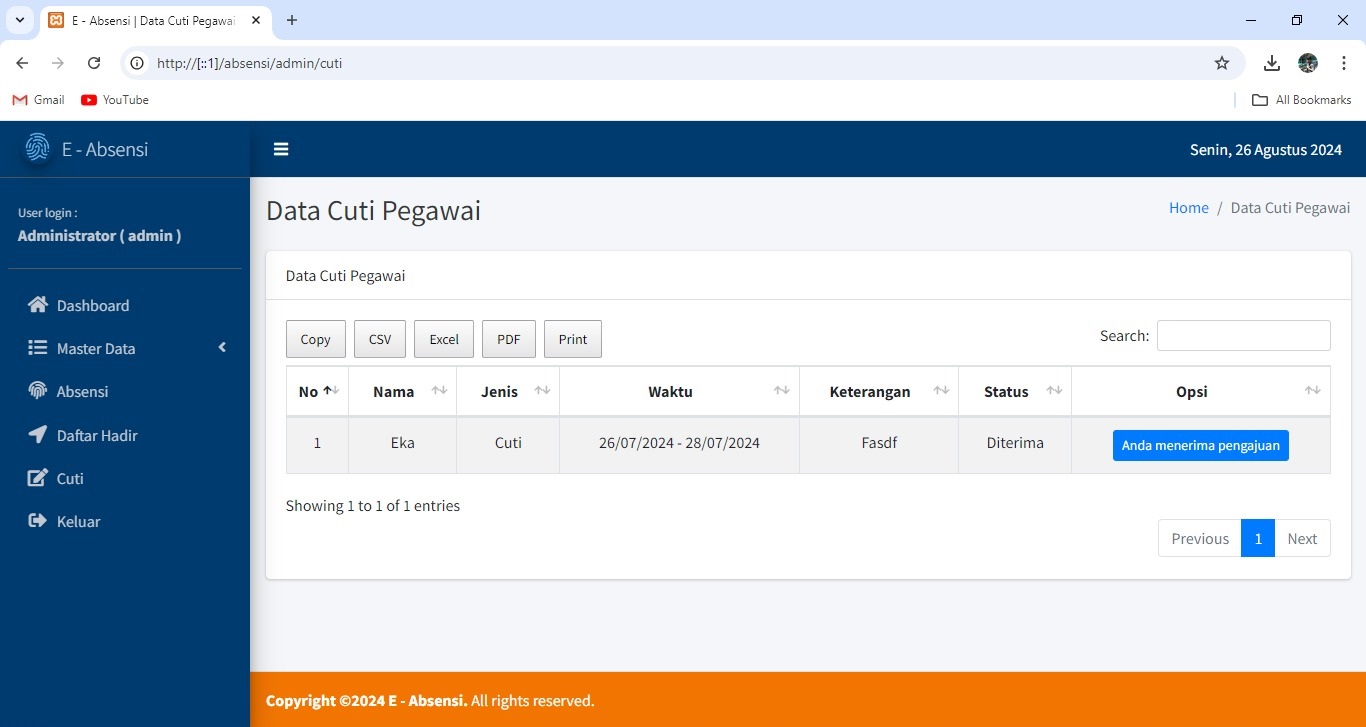 E - Absensi | Data Cuti Pegawai
http://[::1]/absensi/admin/cuti
Gmail YouTube All Bookmarks
E - Absensi
Senin, 26 Agustus 2024
User login :
Administrator ( admin )
Dashboard
Master Data
Absensi
Daftar Hadir
Cuti
Keluar
Data Cuti Pegawai
Home / Data Cuti Pegawai
Data Cuti Pegawai
Copy CSV Excel PDF Print Search:
No Nama Jenis Waktu Keterangan Status Opsi
1 Eka Cuti 26/07/2024 - 28/07/2024 Fasdf Diterima Anda menerima pengajuan
Showing 1 to 1 of 1 entries
Previous 1 Next
Copyright ©2024 E - Absensi. All rights reserved.